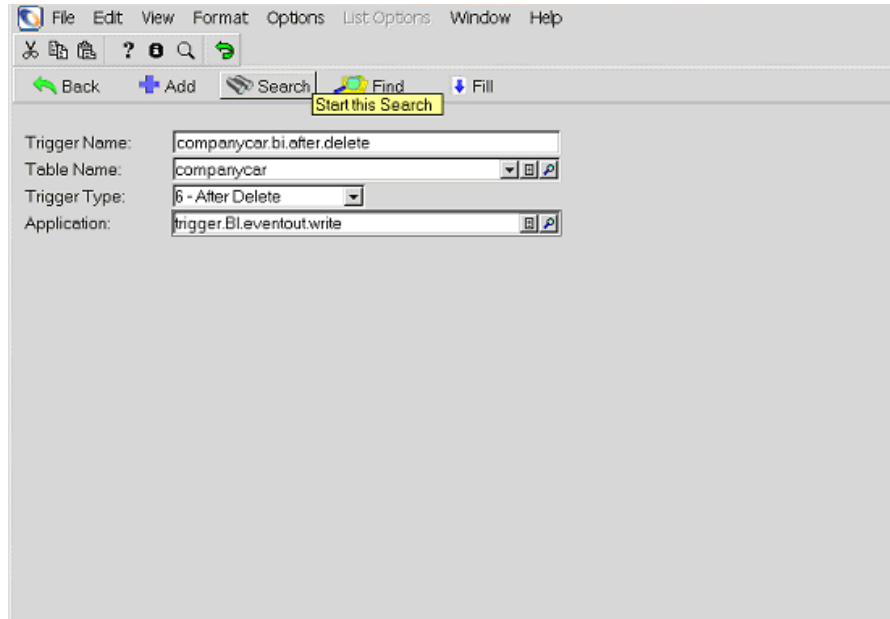 File Edit View Format Options List Options Window Help
Back Add Search Find Fill
Start this Search
Trigger Name: companycar.bi.after.delete
Table Name: companycar
Trigger Type: 6 - After Delete
Application: trigger.BI.eventout.write